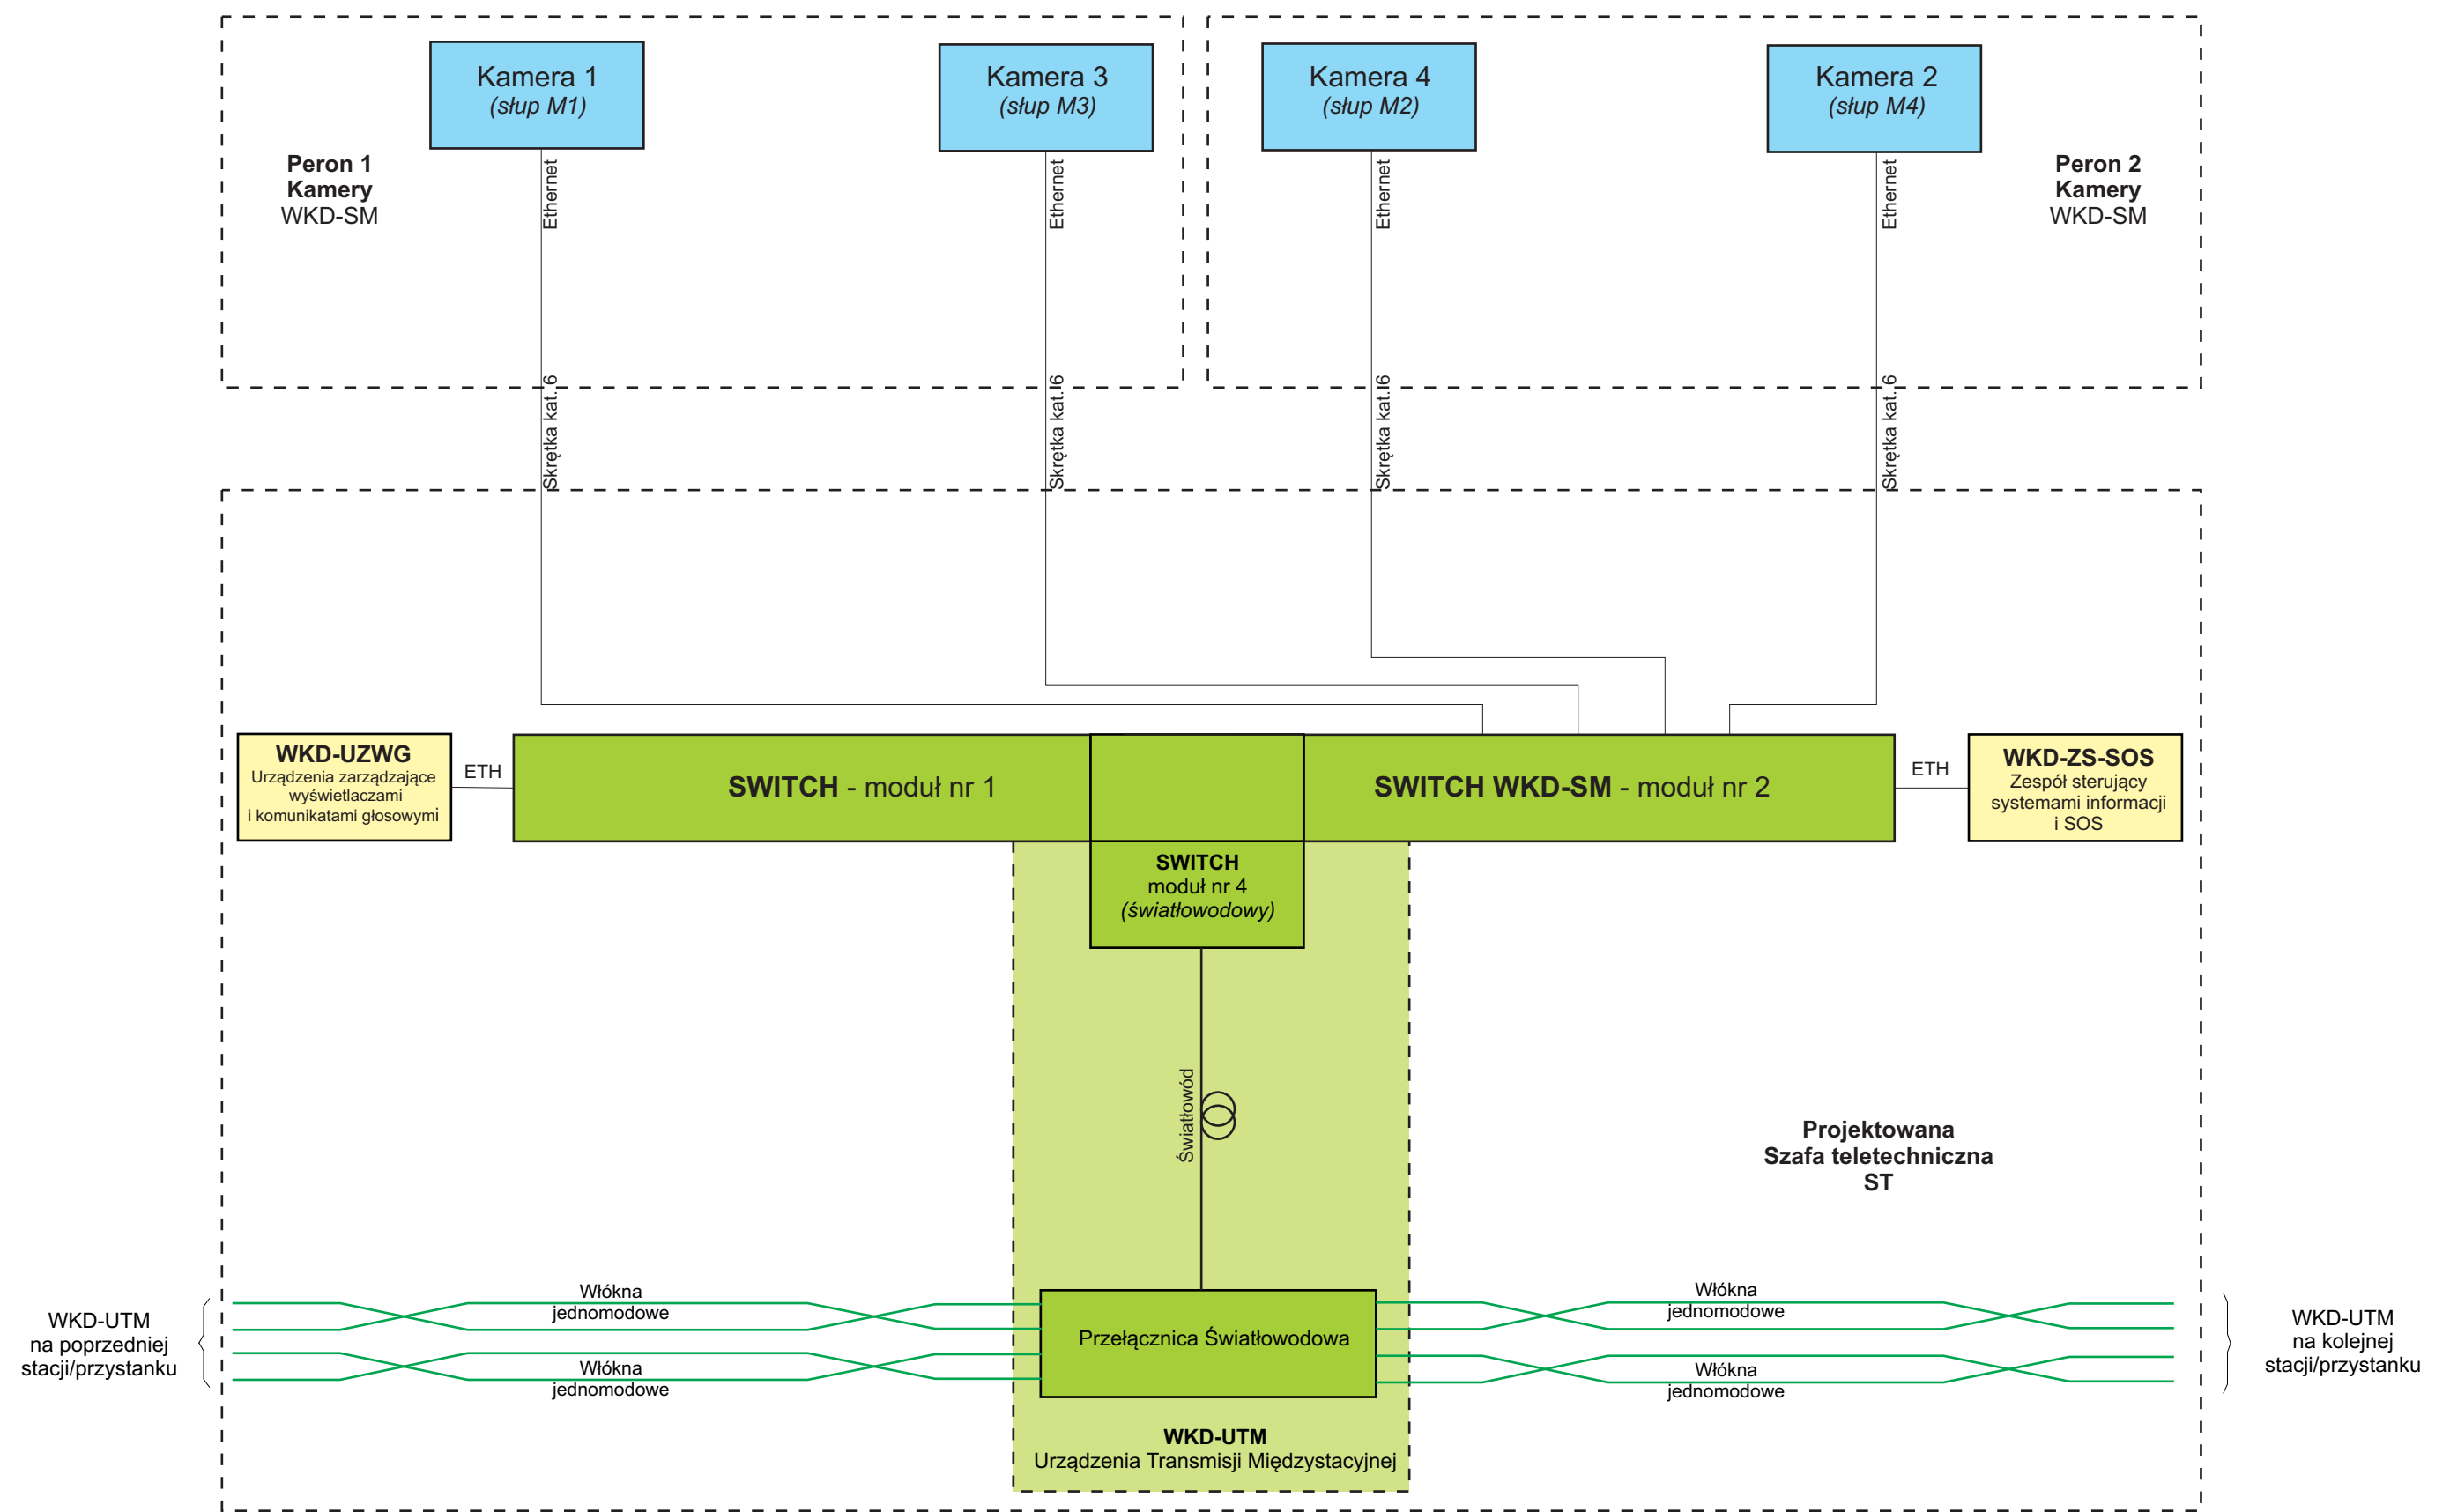 Kamera 1
(słup M1)
Kamera 3
(słup M3)
Kamera 4
(słup M2)
Kamera 2
(słup M4)
Peron 1
Kamery
WKD-SM
Peron 2
Kamery
WKD-SM
Ethernet
Ethernet
Ethernet
Ethernet
Skrętka kat. 6
Skrętka kat. 6
Skrętka kat. 6
Skrętka kat. 6
WKD-UZWG
Urządzenia zarządzające
wyświetlaczami
i komunikatami głosowymi
ETH
SWITCH - moduł nr 1
SWITCH WKD-SM - moduł nr 2
ETH
WKD-ZS-SOS
Zespół sterujący
systemami informacji
i SOS
SWITCH
moduł nr 4
(światłowodowy)
Światłowód
Projektowana
Szafa teletechniczna
ST
WKD-UTM
na poprzedniej
stacji/przystanku
Włókna
jednomodowe
Włókna
jednomodowe
Przełącznica Światłowodowa
Włókna
jednomodowe
Włókna
jednomodowe
WKD-UTM
na kolejnej
stacji/przystanku
WKD-UTM
Urządzenia Transmisji Międzystacyjnej